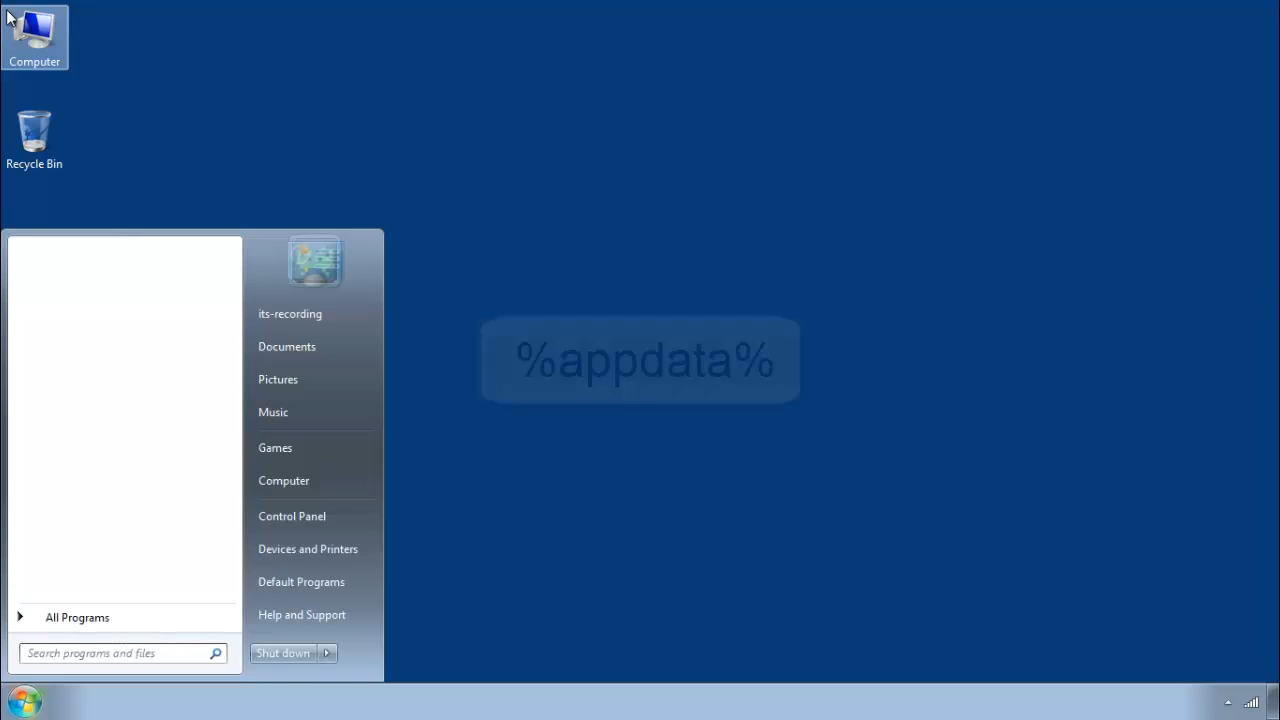 Computer
Recycle Bin
its-recording
Documents
Pictures
Music
Games
Computer
Control Panel
Devices and Printers
Default Programs
Help and Support
All Programs
Search programs and files
Shut down
%appdata%